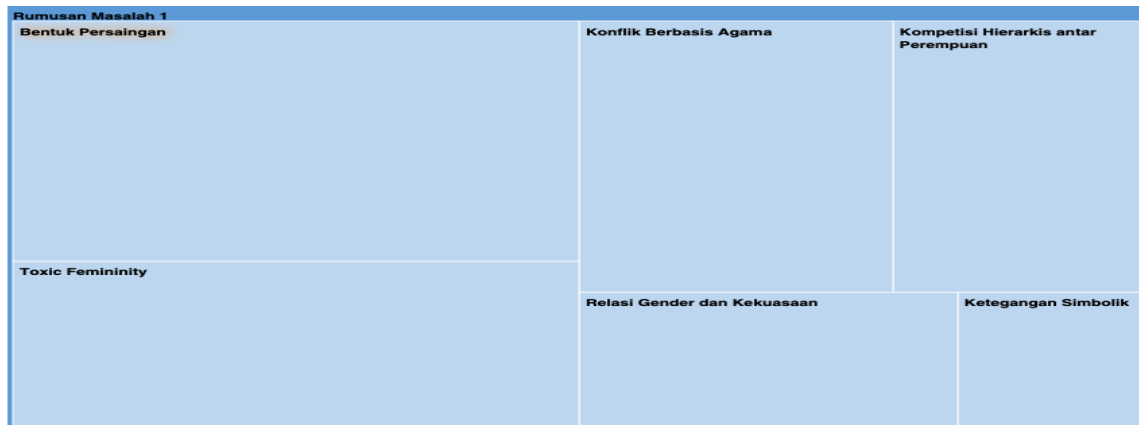 Rumusan Masalah 1
Bentuk Persaingan
Konflik Berbasis Agama
Kompetisi Hierarkis antar
Perempuan
Toxic Femininity
Relasi Gender dan Kekuasaan
Ketegangan Simbolik